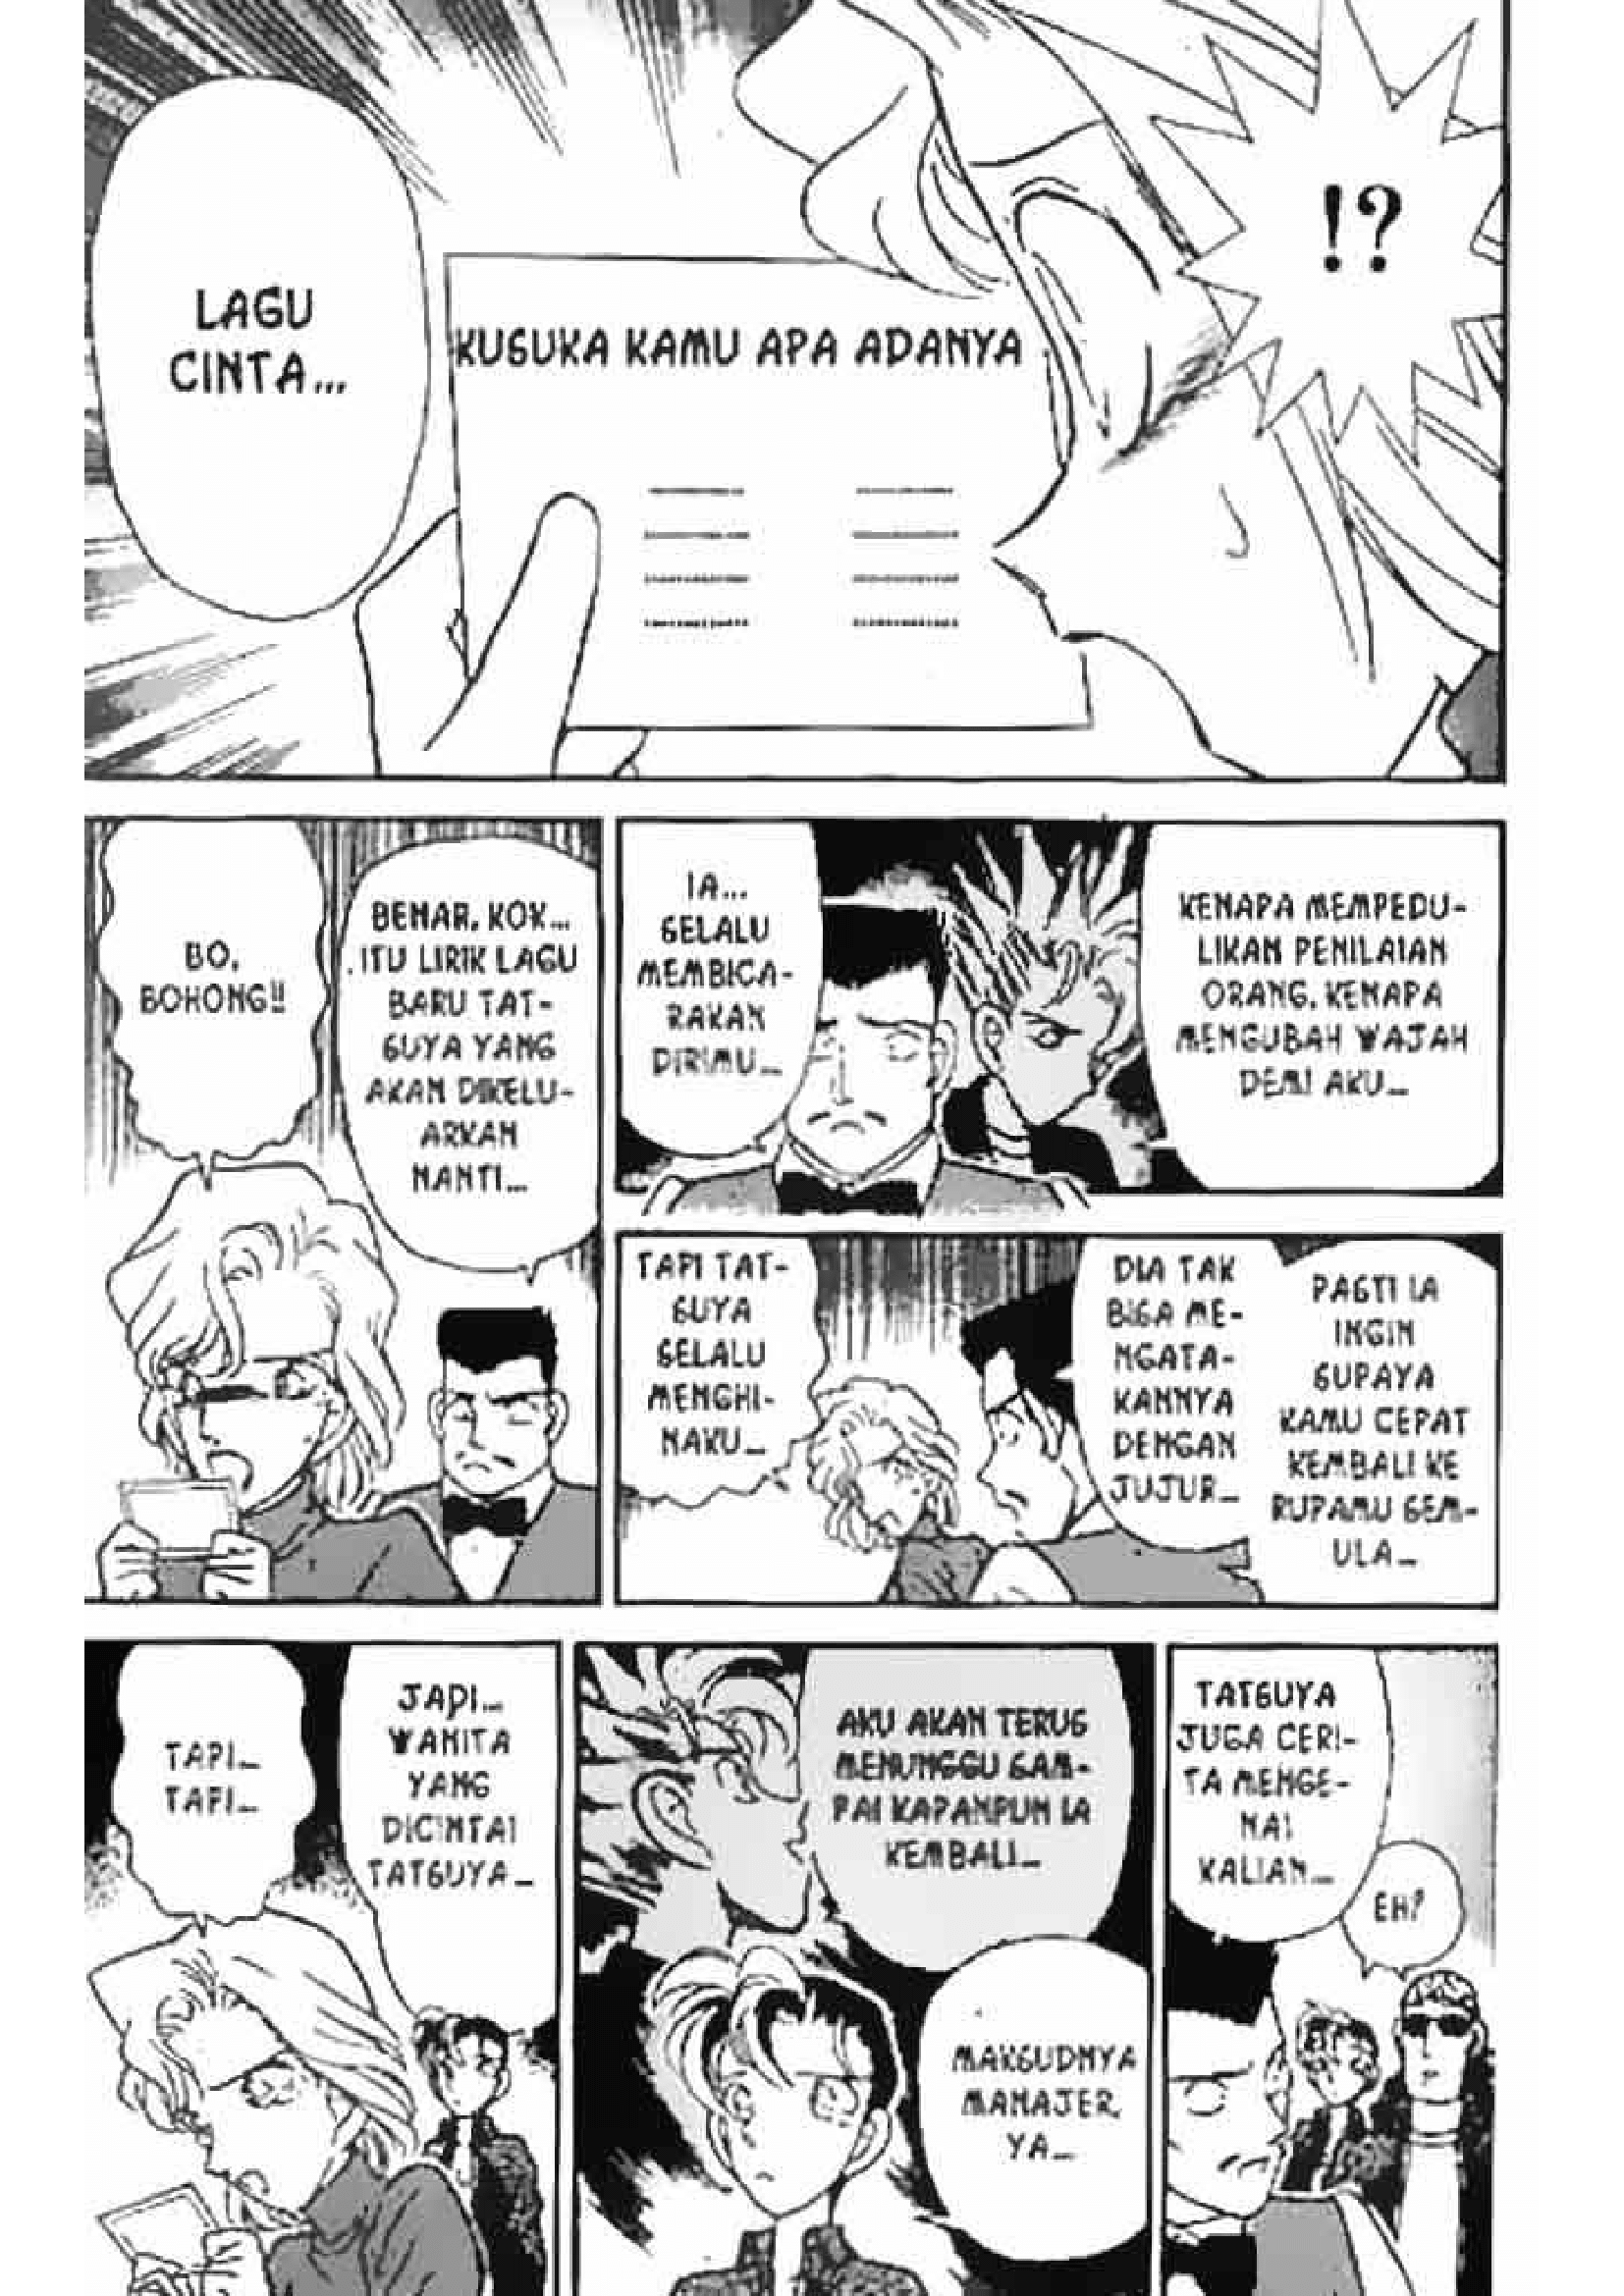 !?
KUSUKA KAMU APA ADANYA
LAGU
CINTA...
KENAPA MEMPEDU-
LIKAN PENILAIAN
ORANG, KENAPA
MENGUBAH WAJAH
DEMI AKU...
IA...
SELALU
MEMBICA-
RAKAN
DIRIMU...
PASTI IA
INGIN
SUPAYA
KAMU CEPAT
KEMBALI KE
RUPAMU SEM-
ULA...
DIA TAK
BISA ME-
NGATA-
KANNYA
DENGAN
JUJUR...
TAPI TAT-
SUYA
SELALU
MENGHI-
NAKU...
BENAR, KOK...
ITU LIRIK LAGU
BARU TAT-
SUYA YANG
AKAN DIKELU-
ARKAN
NANTI...
BO,
BOHONG!!
TATSUYA
JUGA CERI-
TA MENGE-
NAI
KALIAN...
EH?
AKU AKAN TERUS
MENUNGGU SAM-
PAI KAPANPUN IA
KEMBALI...
MAKSUDNYA
MANAJER
YA...
JADI...
WANITA
YANG
DICINTAI
TATSUYA...
TAPI...
TAPI...